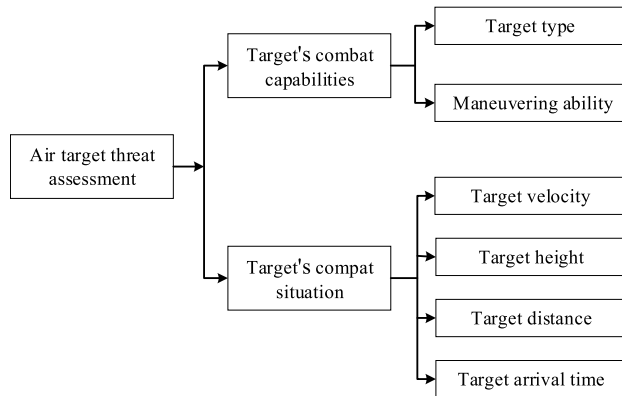 Target type
Target's combat
capabilities
Maneuvering ability
Air target threat
assessment
Target velocity
Target height
Target's compat
situation
Target distance
Target arrival time